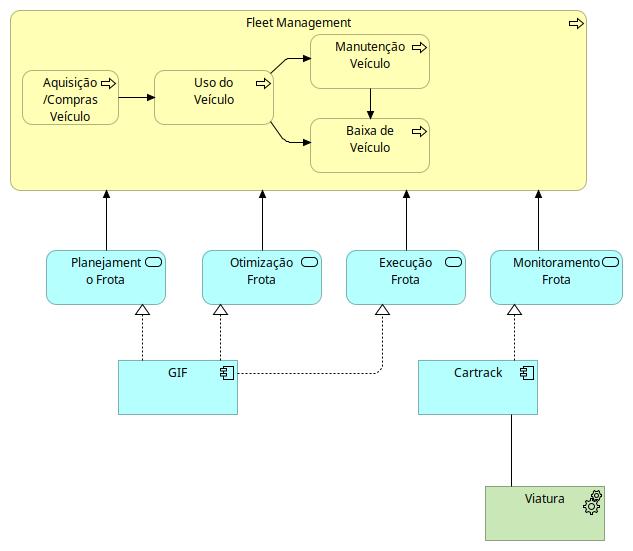 Fleet Management
Aquisição
/Compras
Veículo
Uso do
Veículo
Manutenção
Veículo
Baixa de
Veículo
Planejament
o Frota
Otimização
Frota
Execução
Frota
Monitoramento
Frota
GIF
Cartrack
Viatura